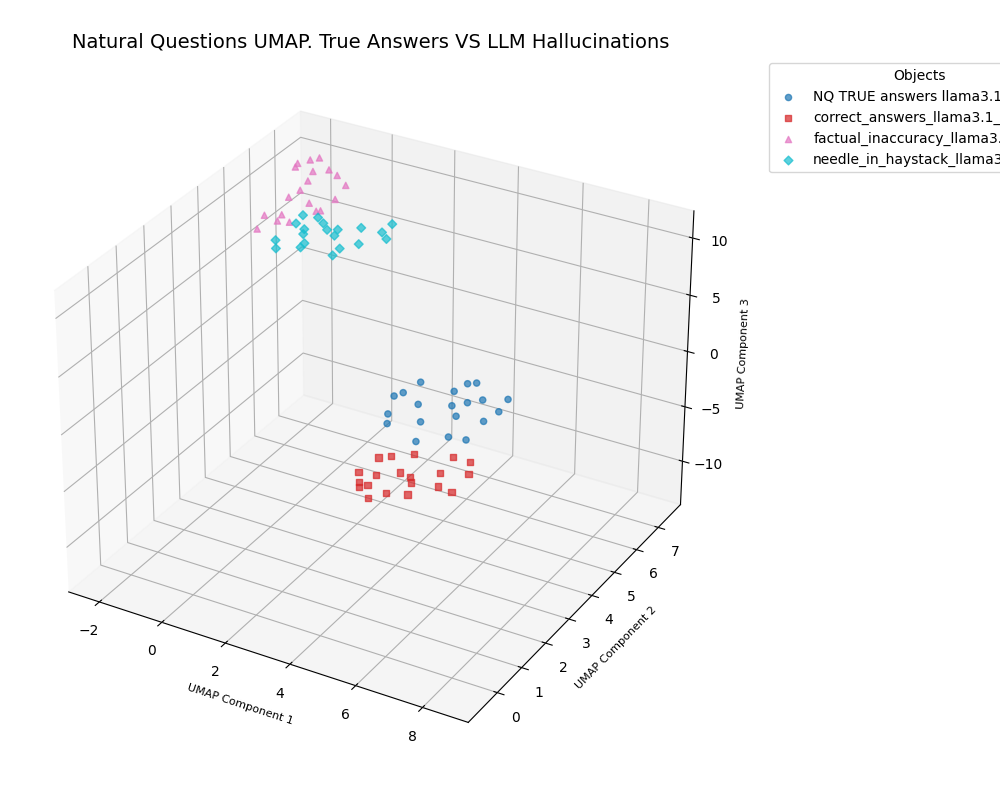 Natural Questions UMAP. True Answers VS LLM Hallucinations
Objects
NQ TRUE answers llama3.1
correct_answers_llama3.1_
factual_inaccuracy_llama3.
needle_in_haystack_llama3
10
5
0
−5
−10
UMAP Component 3
7
6
5
4
3
2
1
0
UMAP Component 2
−2
0
2
4
6
8
UMAP Component 1